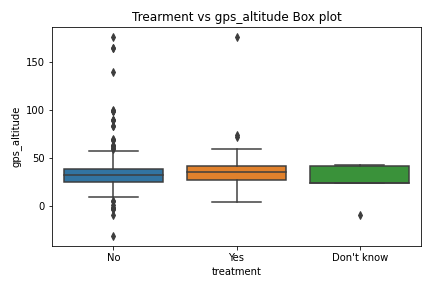 Trearment vs gps_altitude Box plot
150
100
50
0
gps_altitude
No
Yes
Don't know
treatment